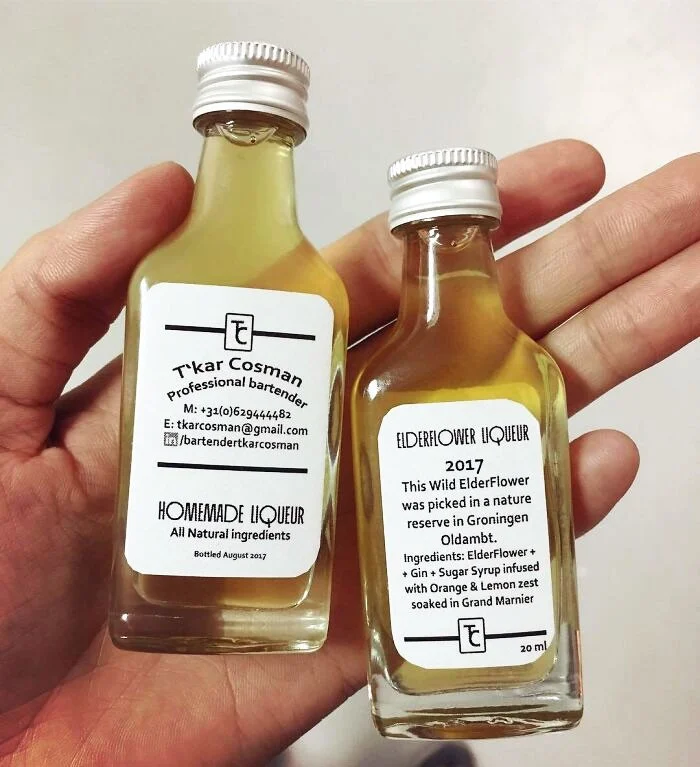 TC
T'kar Cosman
Professional bartender
M: +31(0)629444482
E: tkarcosman@gmail.com
/bartendertkarcosman
HOMEMADE LIQUEUR
All Natural ingredients
Bottled August 2017
ELDERFLOWER LIQUEUR
2017
This Wild ElderFlower
was picked in a nature
reserve in Groningen
Oldambt.
Ingredients: ElderFlower +
+ Gin + Sugar Syrup infused
with Orange & Lemon zest
soaked in Grand Marnier
TC
20 ml